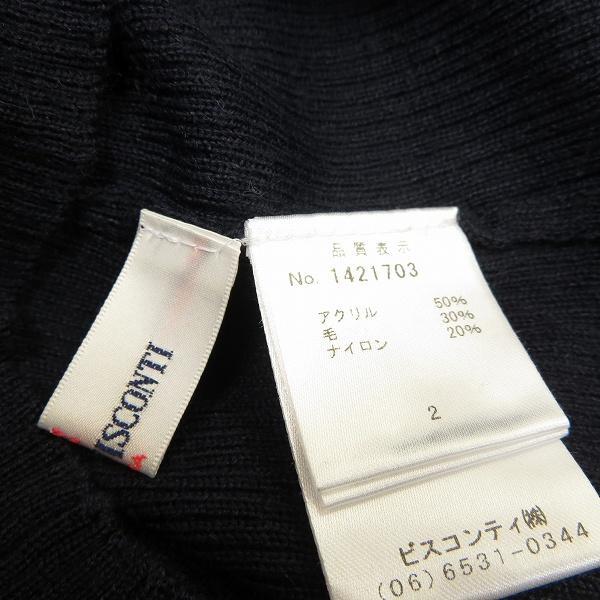 ISCONTI
品質表示
No. 1421703
アクリル 50%
毛 30%
ナイロン 20%
2
ビスコンティ㈱
(06)6531-0344